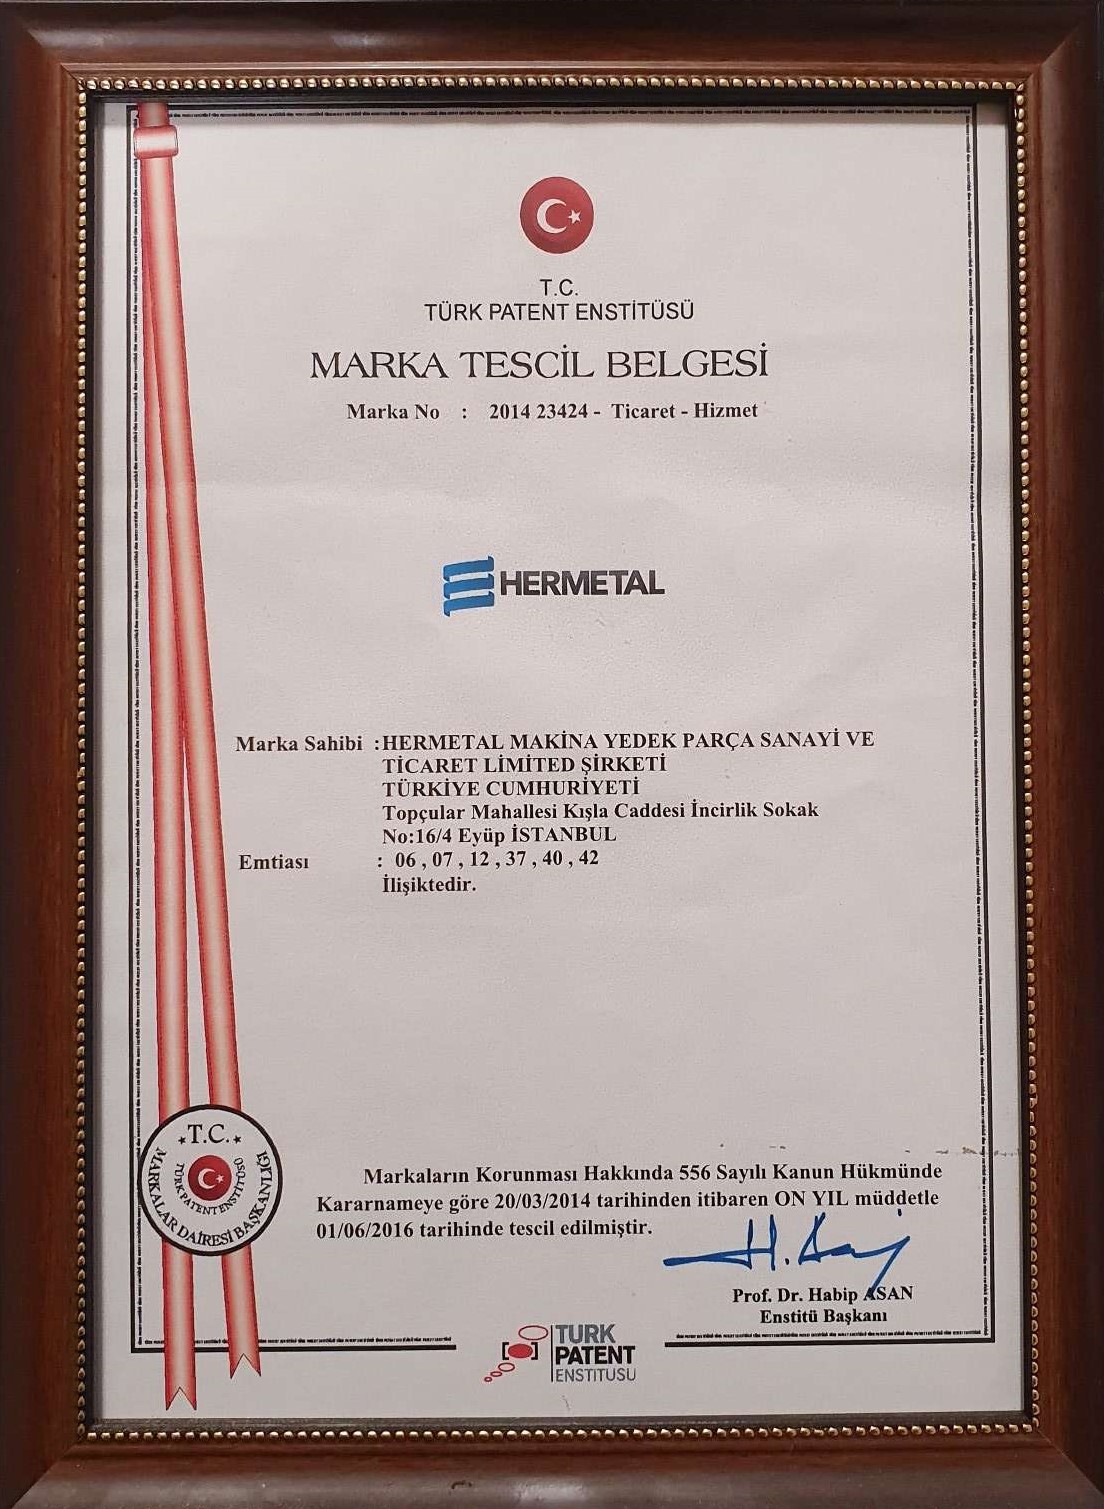 T.C.
TÜRK PATENT ENSTİTÜSÜ
MARKA TESCİL BELGESİ
Marka No : 2014 23424 - Ticaret - Hizmet
HERMETAL
Marka Sahibi :HERMETAL MAKİNA YEDEK PARÇA SANAYİ VE
TİCARET LİMİTED ŞİRKETİ
TÜRKİYE CUMHURİYETİ
Topçular Mahallesi Kışla Caddesi İncirlik Sokak
No:16/4 Eyüp İSTANBUL
Emtiası : 06 , 07 , 12 , 37 , 40 , 42
İlişiktedir.
T.C.
TÜRK PATENT ENSTİTÜSÜ
MARKALAR DAİRESİ BAŞKANLIĞI
Markaların Korunması Hakkında 556 Sayılı Kanun Hükmünde
Kararnameye göre 20/03/2014 tarihinden itibaren ON YIL müddetle
01/06/2016 tarihinde tescil edilmiştir.
Prof. Dr. Habip ASAN
Enstitü Başkanı
TURK
PATENT
ENSTITUSU